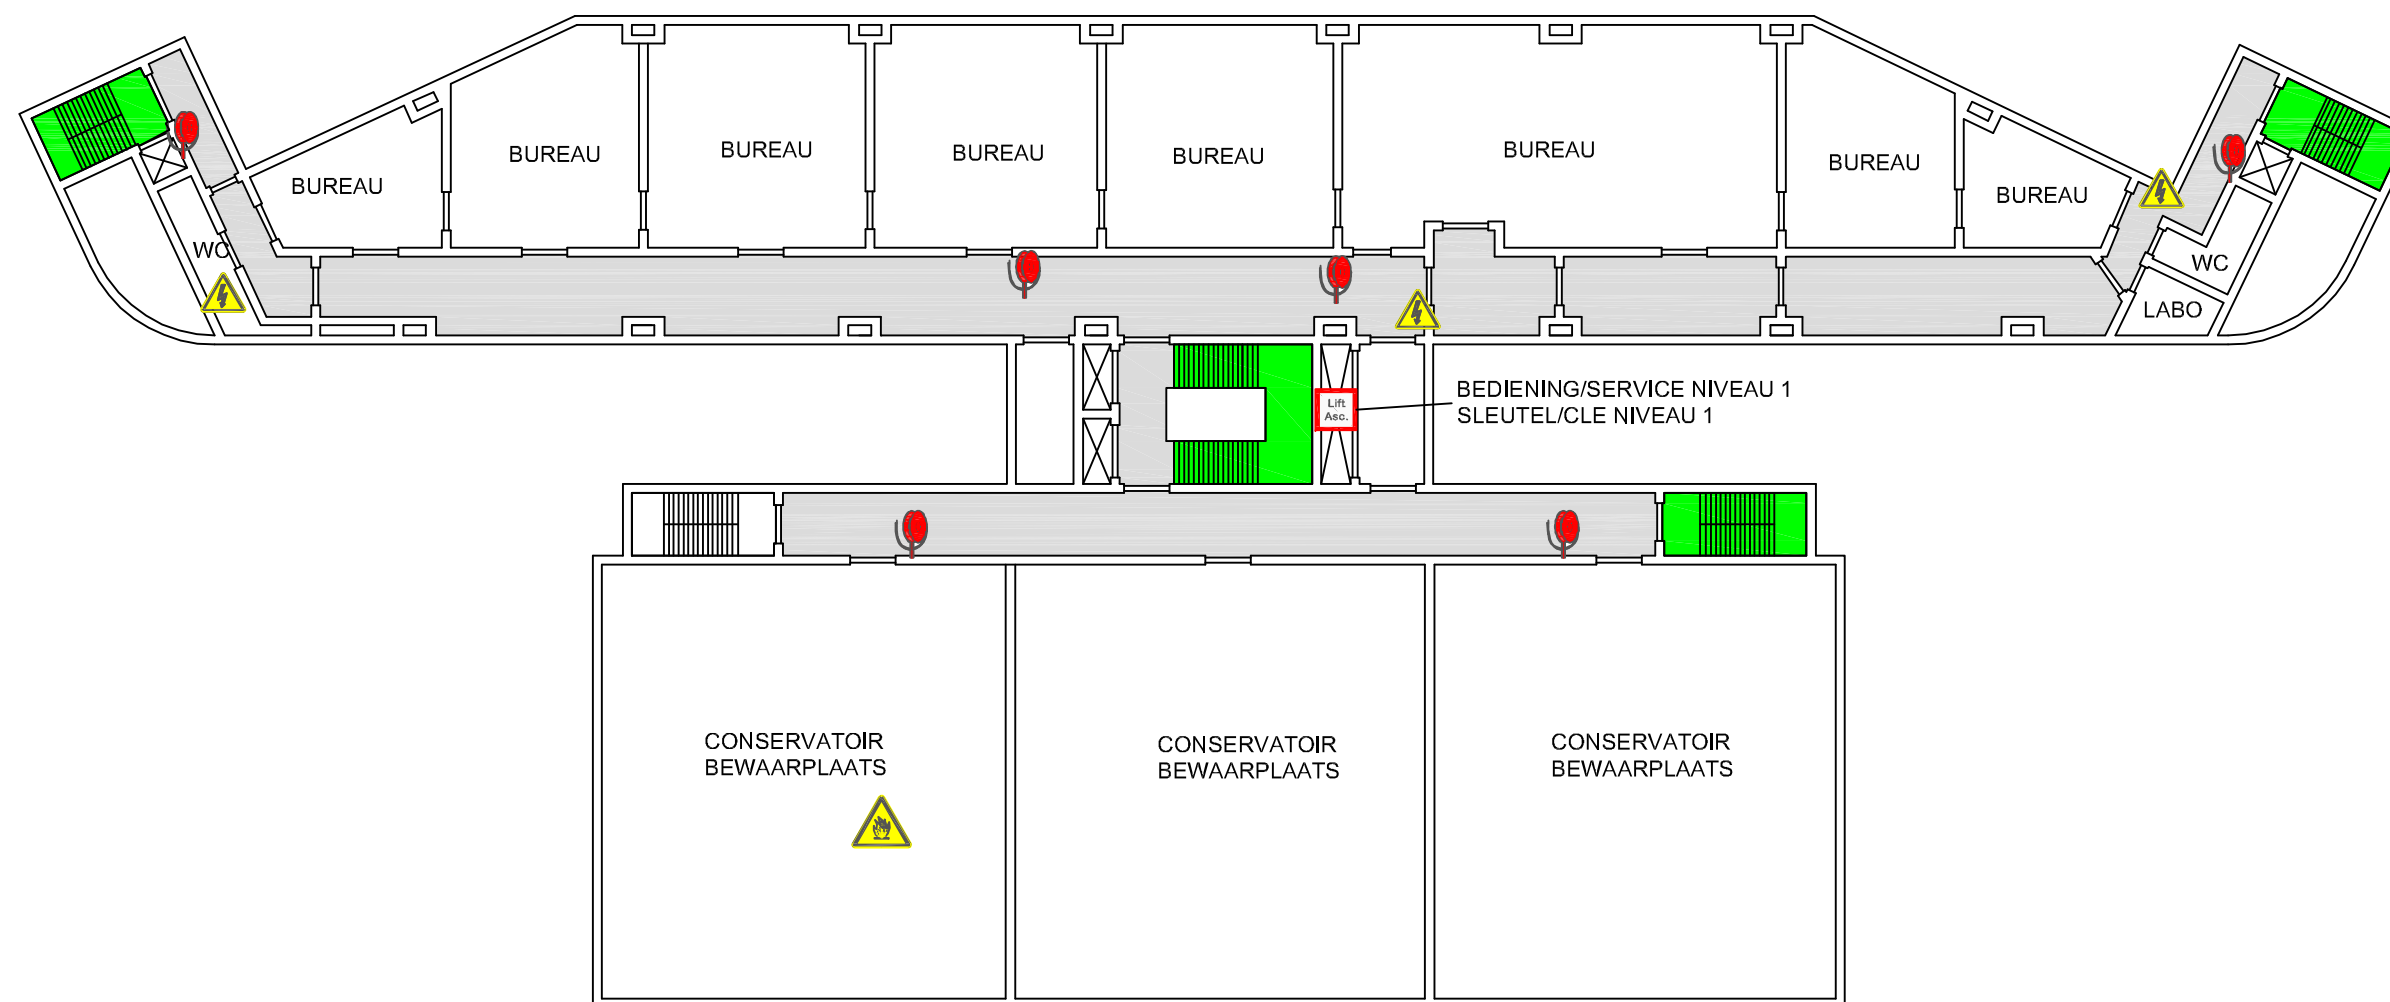 BUREAU
BUREAU
BUREAU
BUREAU
BUREAU
BUREAU
BUREAU
BUREAU
WC
WC
LABO
Lift
Asc.
BEDIENING/SERVICE NIVEAU 1
SLEUTEL/CLE NIVEAU 1
CONSERVATOIR
BEWAARPLAATS
CONSERVATOIR
BEWAARPLAATS
CONSERVATOIR
BEWAARPLAATS